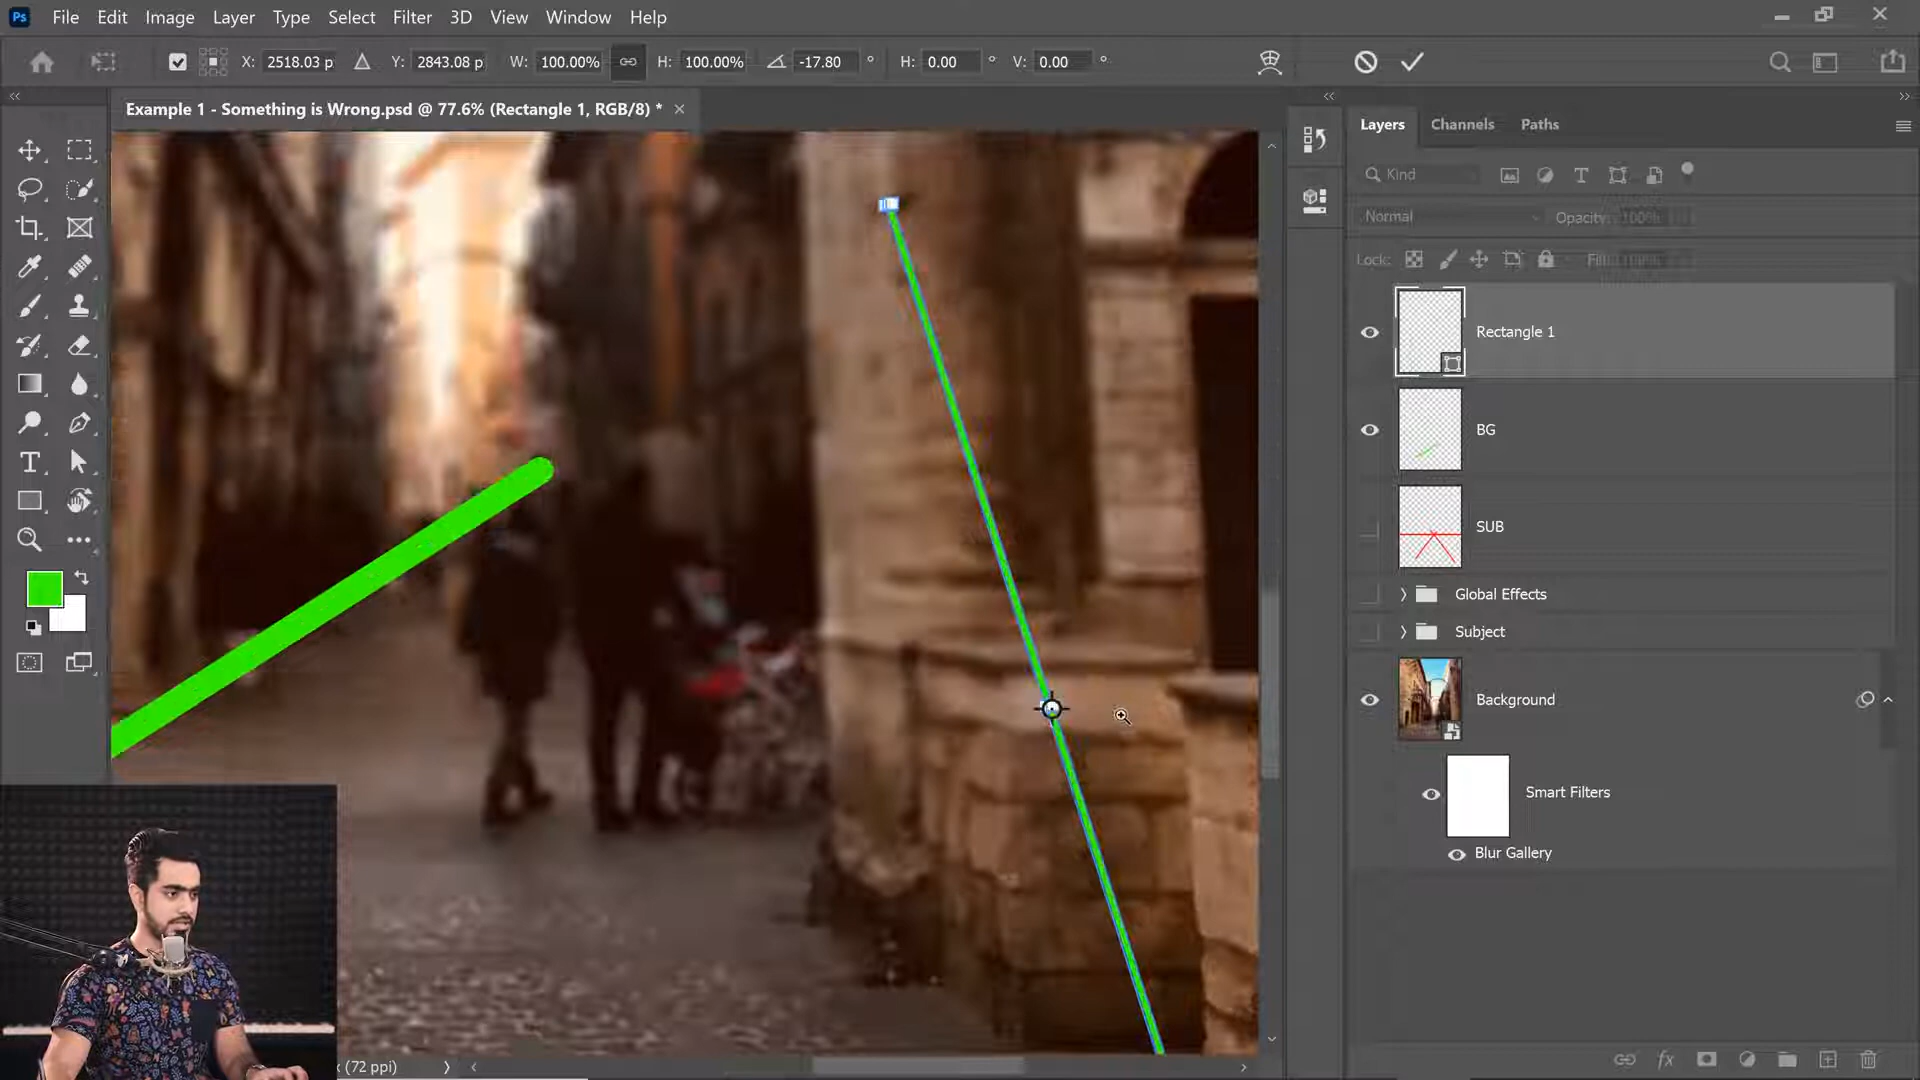 Ps File Edit Image Layer Type Select Filter 3D View Window Help
X: 2518.03 p Y: 2843.08 p W: 100.00% H: 100.00% -17.80 ° H: 0.00 ° V: 0.00 °
Example 1 - Something is Wrong.psd @ 77.6% (Rectangle 1, RGB/8) *
Layers Channels Paths
Kind
Normal Opacity: 100%
Lock: Fill: 100%
Rectangle 1
BG
SUB
Global Effects
Subject
Background
Smart Filters
Blur Gallery
(72 ppi)
fx